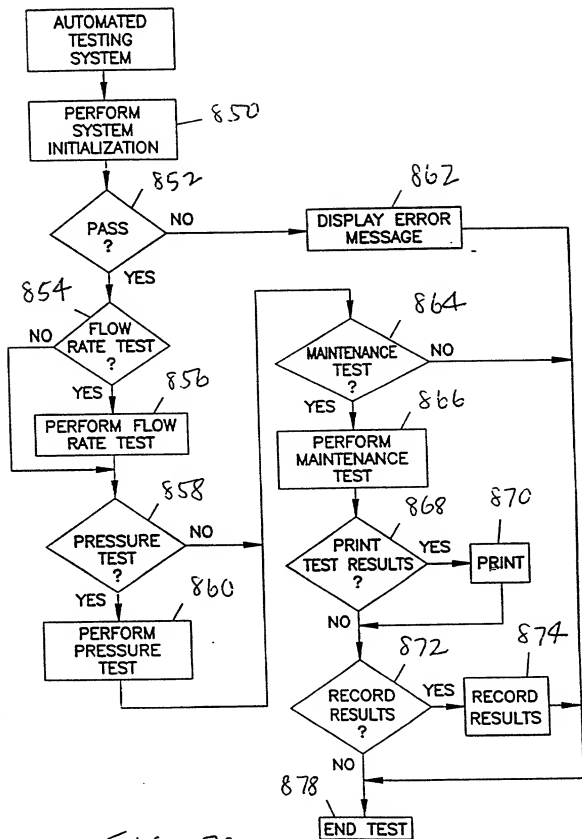 AUTOMATED
TESTING
SYSTEM
PERFORM
SYSTEM
INITIALIZATION
850
852
PASS
?
NO
YES
862
DISPLAY ERROR
MESSAGE
854
NO
FLOW
RATE TEST
?
YES
856
PERFORM FLOW
RATE TEST
858
PRESSURE
TEST
?
NO
YES
860
PERFORM
PRESSURE
TEST
864
MAINTENANCE
TEST
?
NO
YES
866
PERFORM
MAINTENANCE
TEST
868
PRINT
TEST RESULTS
?
YES
870
PRINT
NO
872
RECORD
RESULTS
?
YES
874
RECORD
RESULTS
NO
878
END TEST